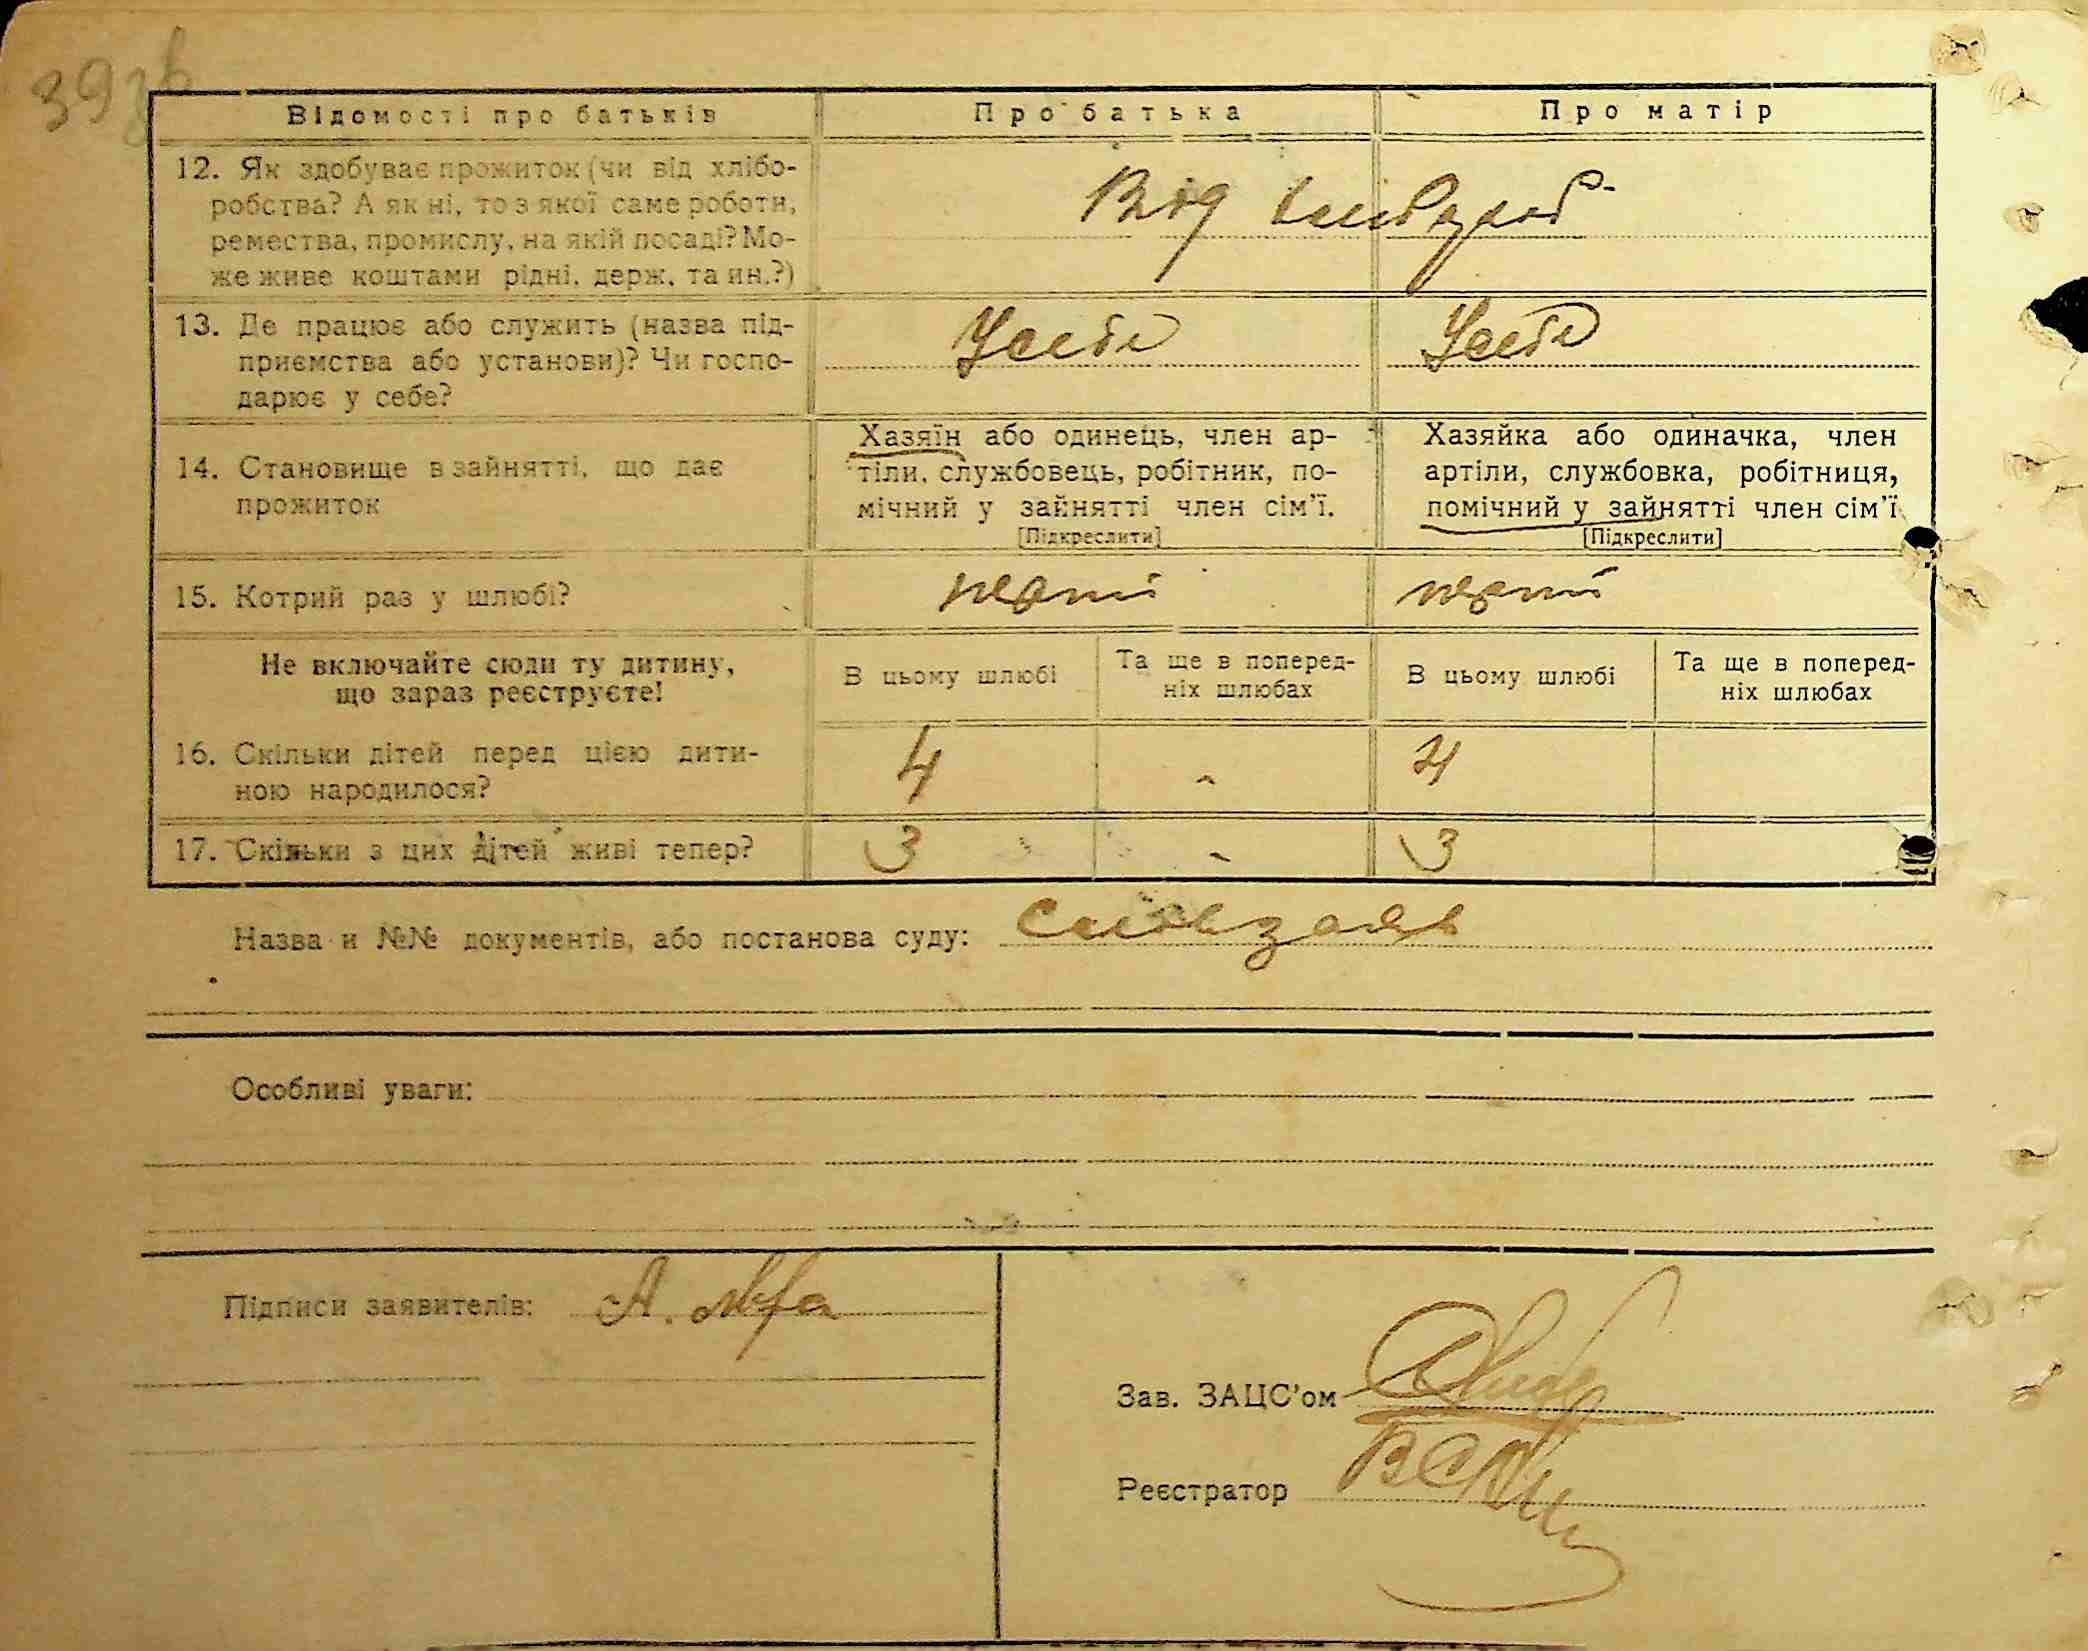 39зв
Відомості про батьків Про батька Про матір
12. Як здобуває прожиток (чи від хлібо-
робства? А як ні, то з якої саме роботи,
ремества, промислу, на якій посаді? Мо-
же живе коштами рідні, держ, та ин.?)
Від хлібороб
13. Де працює або служить (назва під-
приємства або установи)? Чи госпо-
дарює у себе?
У себе У себе
14. Становище в зайнятті, що дає
прожиток
Хазяїн або одинець, член ар-
тіли, службовець, робітник, по-
мічний у зайнятті член сім'ї.
[Підкреслити]
Хазяйка або одиначка, член
артіли, службовка, робітниця,
помічний у зайнятті член сім'ї
[Підкреслити]
15. Котрий раз у шлюбі?
Не включайте сюди ту дитину,
що зараз реєструєте!
В цьому шлюбі Та ще в поперед-
ніх шлюбах
В цьому шлюбі Та ще в поперед-
ніх шлюбах
16. Скільки дітей перед цією дити-
ною народилося?
4 - 4
17. Скільки з цих дітей живі тепер? 3 - 3
Назва и №№ документів, або постанова суду:
Особливі уваги:
Підписи заявителів: А.
Зав. ЗАЦС'ом
Реєстратор